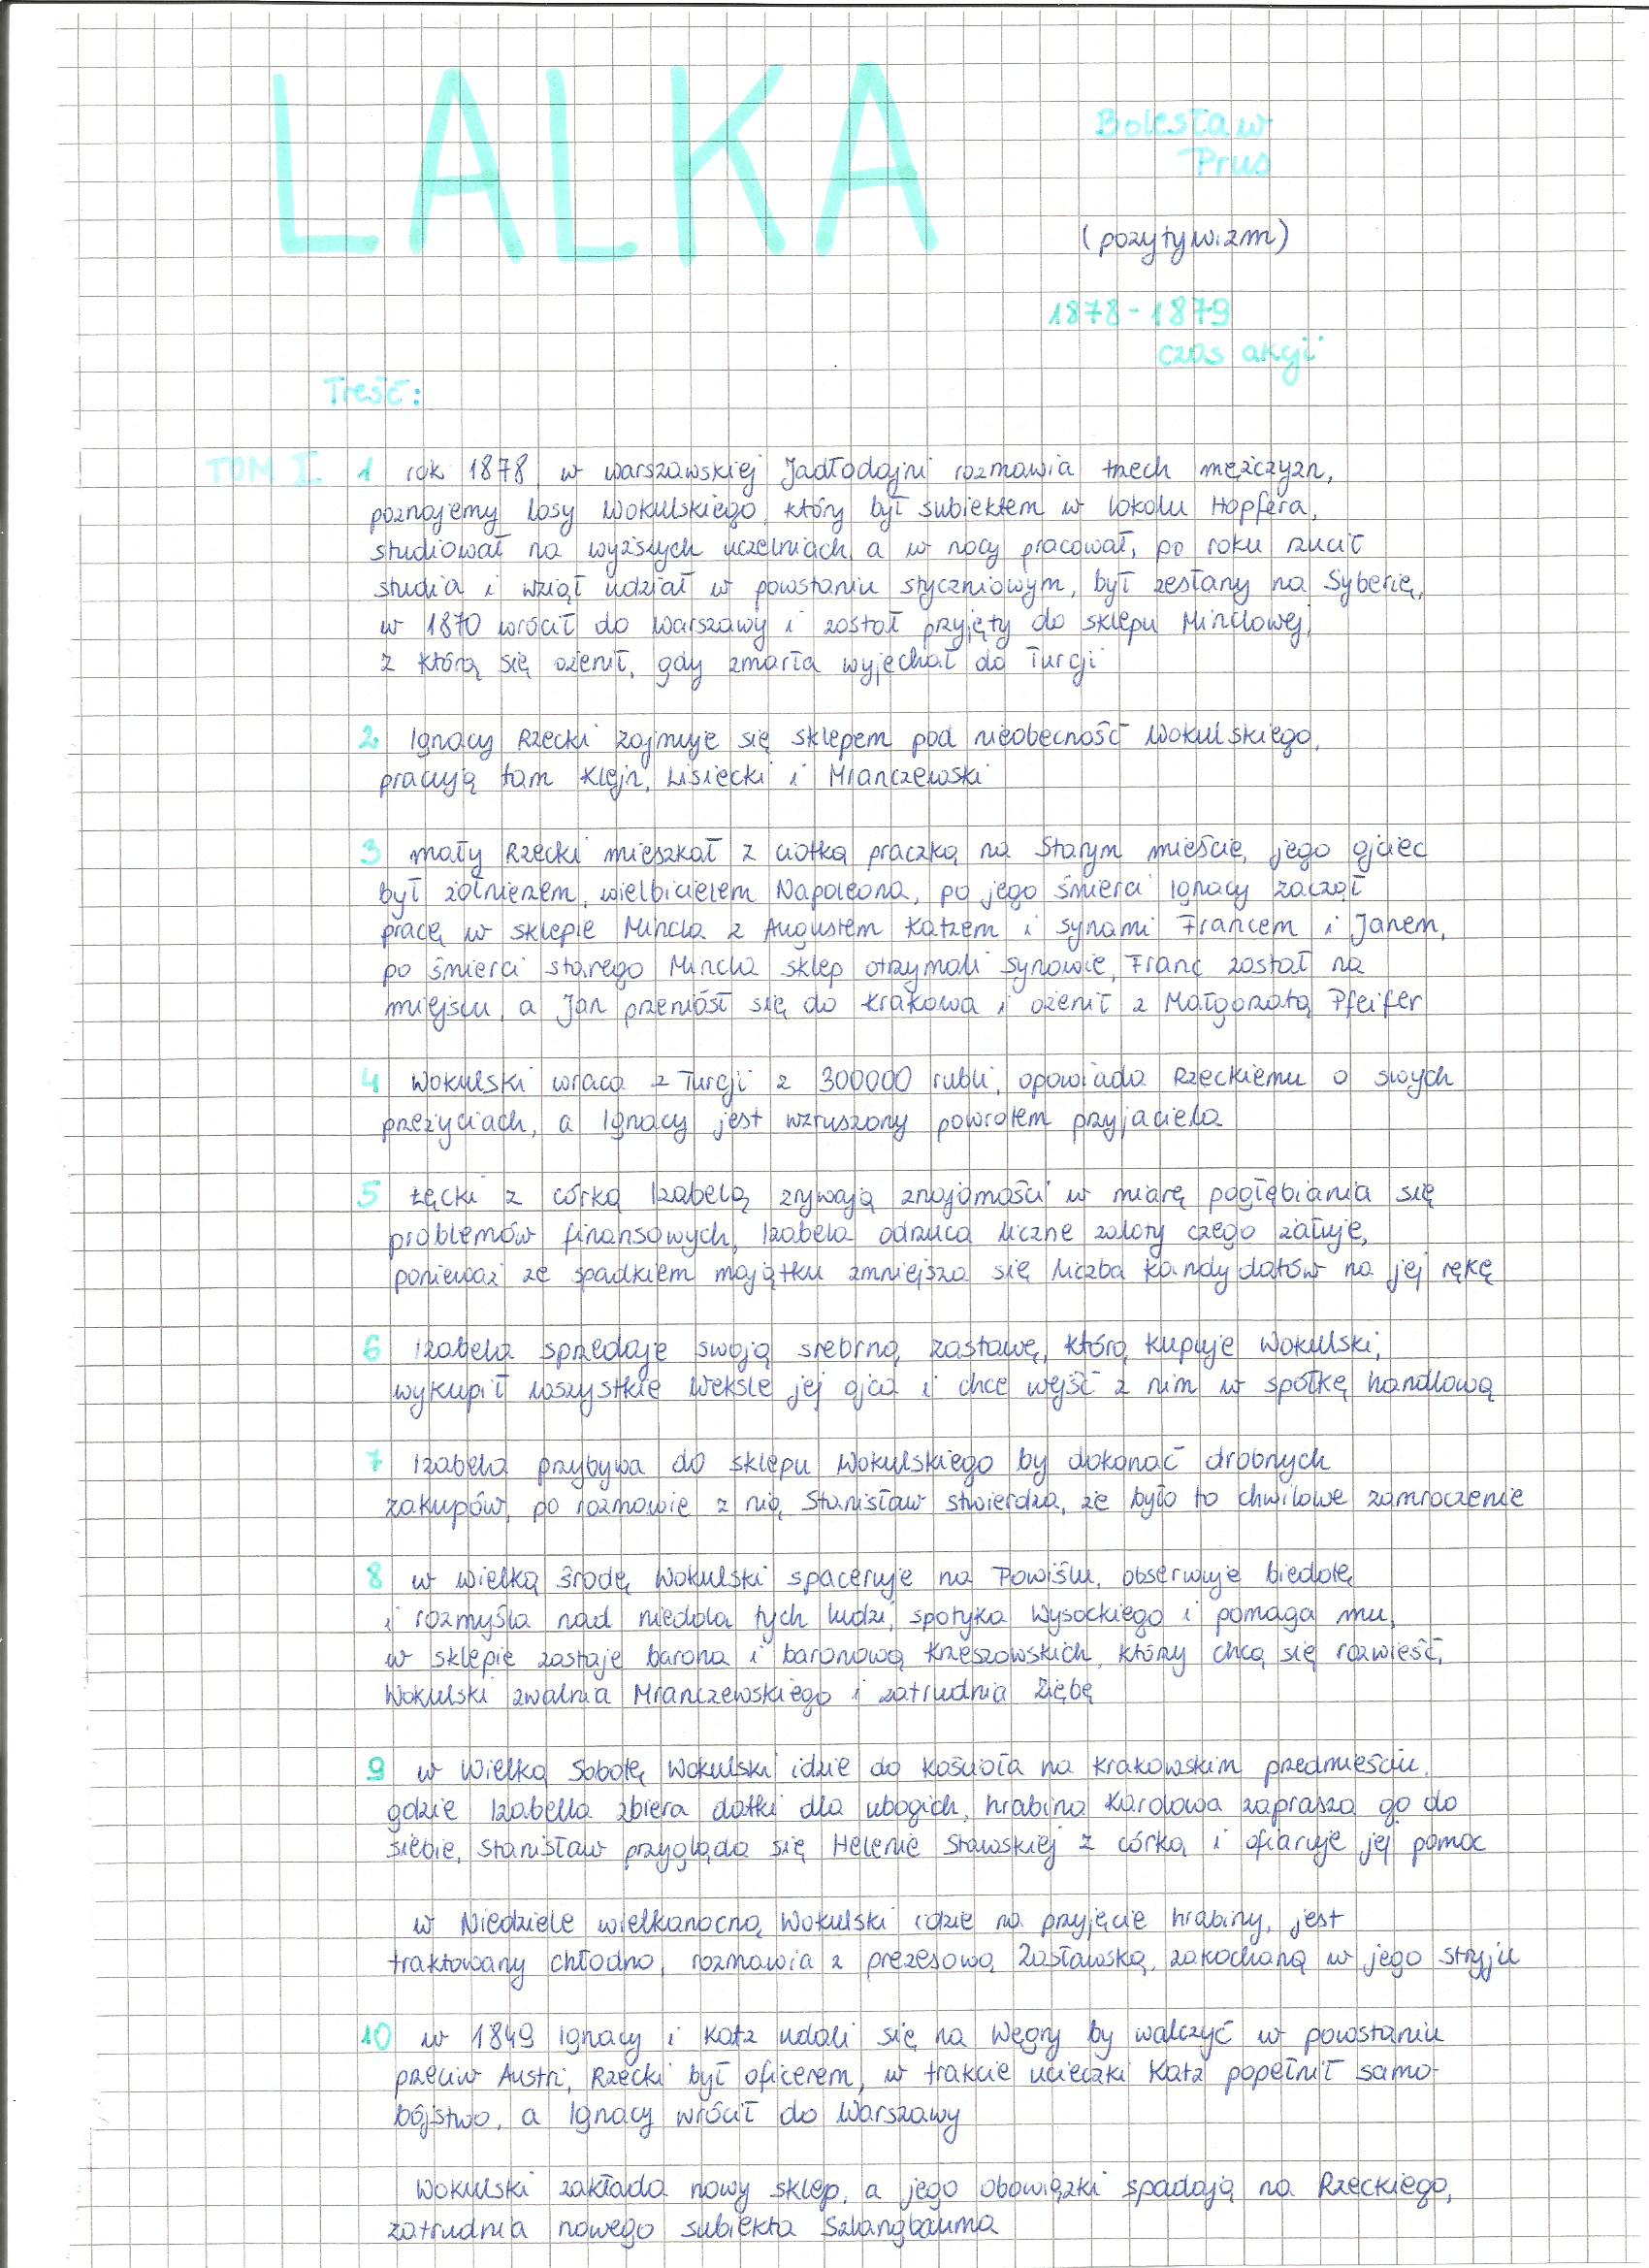 LALKA
Bolesław
Prus
(pozytywizm)
1878-1879
czas akcji
Treść:
TOM I. 1 rok 1878, w warszawskiej Jadłodajni rozmawia trzech mężczyzn,
poznajemy losy Wokulskiego, który był subiektem w lokalu Hopfera,
studiował na wyższych uczelniach, a w nocy pracował, po roku rzucił
studia i wziął udział w powstaniu styczniowym, był zesłany na Syberię,
w 1870 wrócił do Warszawy i został przyjęty do sklepu Minclowej,
z którą się ożenił, gdy zmarła wyjechał do Turcji
2 Ignacy Rzecki zajmuje się sklepem pod nieobecność Wokulskiego,
pracują tam Klejn, Lisiecki i Mranczewski
3 mały Rzecki mieszkał z ciotką praczką na Starym mieście, jego ojciec
był żołnierzem, wielbicielem Napoleona, po jego śmierci Ignacy zaczął
pracę w sklepie Mincla z Augustem Katzem i synami Francem i Janem,
po śmierci starego Mincla sklep otrzymali synowie, Franc został na
miejscu, a Jan przeniósł się do Krakowa i ożenił z Małgorzatą Pfeifer
4 Wokulski wraca z Turcji z 300000 rubli, opowiada Rzeckiemu o swych
przeżyciach, a Ignacy jest wzruszony powrotem przyjaciela
5 Łęcki z córką Izabelą zrywają znajomości w miarę pogłębiania się
problemów finansowych, Izabela odrzuca liczne zaloty czego żałuje,
ponieważ ze spadkiem majątku zmniejsza się liczba kandydatów na jej rękę
6 Izabela sprzedaje swoją srebrną zastawę, którą kupuje Wokulski,
wykupił wszystkie weksle jej ojca i chce wejść z nim w spółkę handlową
7 Izabela przybywa do sklepu Wokulskiego by dokonać drobnych
zakupów, po rozmowie z nią, Stanisław stwierdza, że było to chwilowe zamroczenie
8 w wielką środę Wokulski spaceruje na Powiślu, obserwuje biedotę
i rozmyśla nad niedolą tych ludzi, spotyka Wysockiego i pomaga mu,
w sklepie zastaje barona i baronową Krzeszowskich, którzy chcą się rozwieść,
Wokulski zwalnia Mranczewskiego i zatrudnia Ziębę
9 w Wielką Sobotę Wokulski idzie do kościoła na Krakowskim przedmieściu,
gdzie Izabella zbiera datki dla ubogich, hrabina Karolowa zaprasza go do
siebie, Stanisław przygląda się Helenie Stawskiej z córką i ofiaruje jej pomoc
w Niedziele wielkanocną Wokulski idzie na przyjęcie hrabiny, jest
traktowany chłodno, rozmawia z prezesową Zasławską, zakochaną w jego stryju
10 w 1849 Ignacy i Katz udali się na Węgry by walczyć w powstaniu
przeciw Austri, Rzecki był oficerem, w trakcie ucieczki Katz popełnił samo-
bójstwo, a Ignacy wrócił do Warszawy
Wokulski zakłada nowy sklep, a jego obowiązki spadają na Rzeckiego,
zatrudnia nowego subiekta Szlangbauma